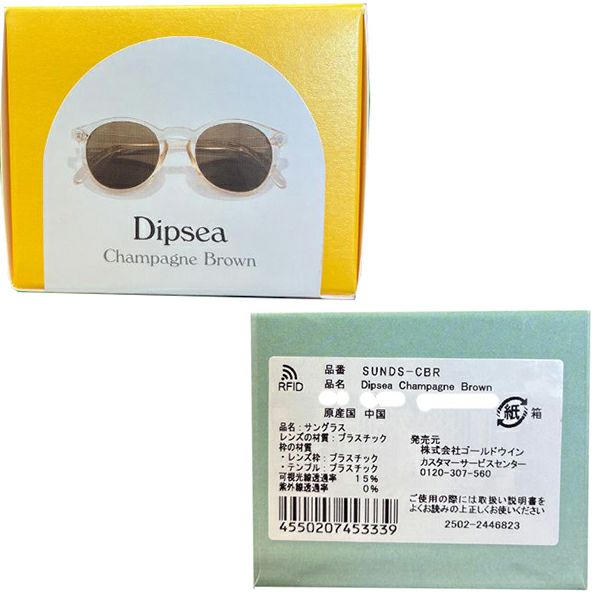 Dipsea
Champagne Brown
RFID
品番 SUNDS-CBR
品名 Dipsea Champagne Brown
原産国 中国
紙 箱
品名:サングラス
レンズの材質:プラスチック
枠の材質
・レンズ枠:プラスチック
・テンプル:プラスチック
可視光線透過率 15%
紫外線透過率 0%
発売元
株式会社ゴールドウイン
カスタマーサービスセンター
0120-307-560
ご使用の際には取扱い説明書を
よくお読みの上正しくお使いください
2502-2446823
4550207453339